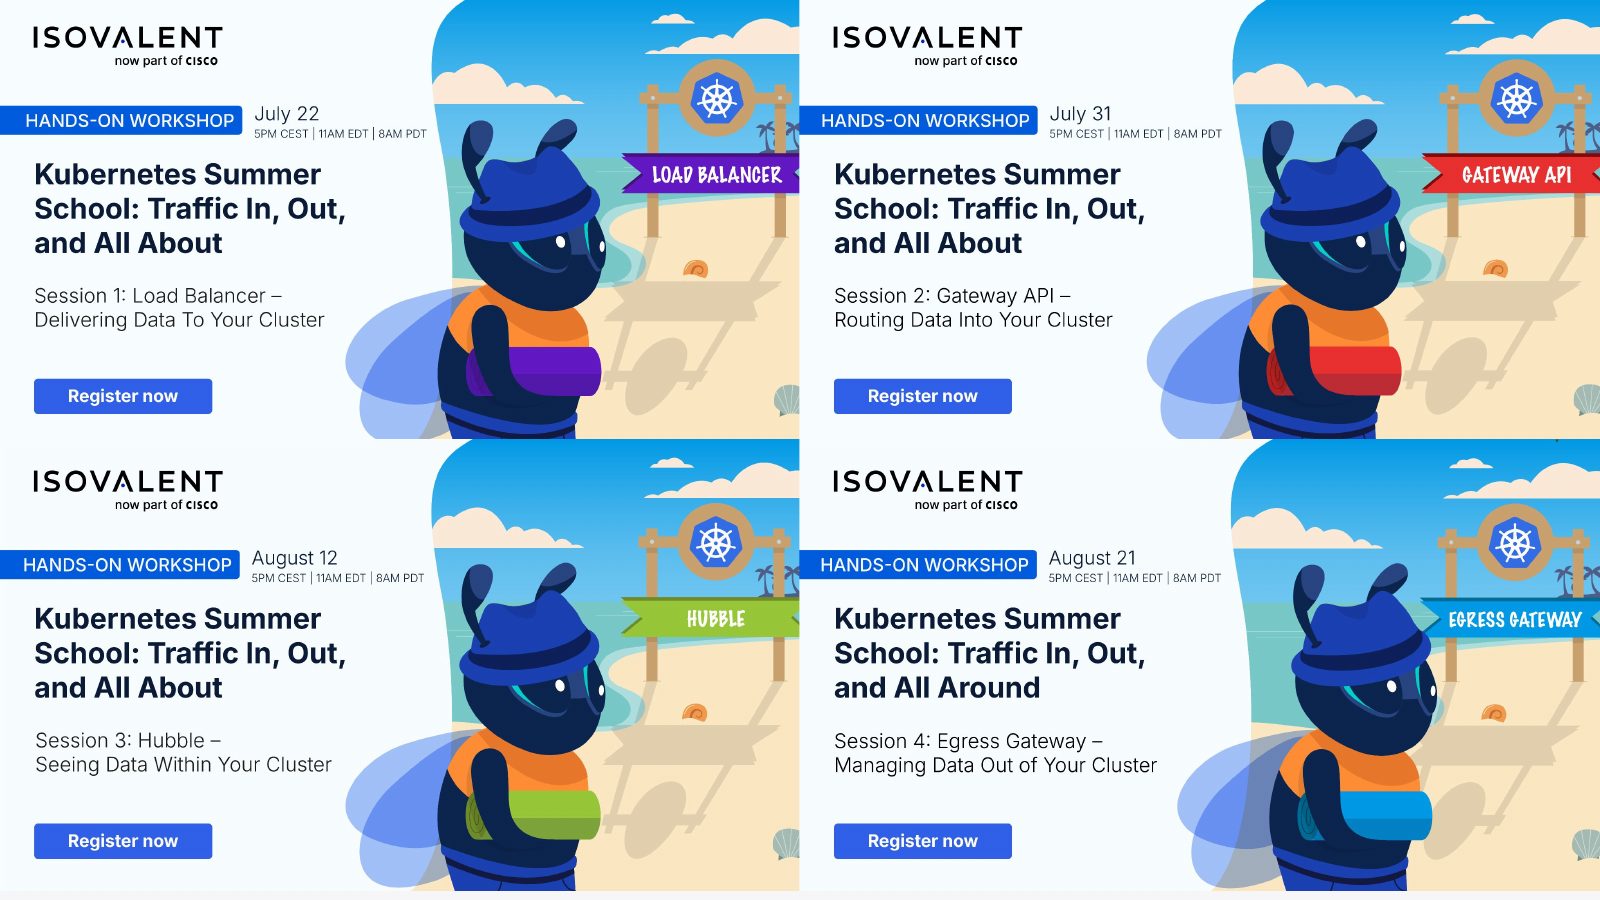 ISOVALENT
now part of CISCO
HANDS-ON WORKSHOP
July 22
5PM CEST | 11AM EDT | 8AM PDT
Kubernetes Summer
School: Traffic In, Out,
and All About
Session 1: Load Balancer –
Delivering Data To Your Cluster
Register now
LOAD BALANCER
ISOVALENT
now part of CISCO
HANDS-ON WORKSHOP
July 31
5PM CEST | 11AM EDT | 8AM PDT
Kubernetes Summer
School: Traffic In, Out,
and All About
Session 2: Gateway API –
Routing Data Into Your Cluster
Register now
GATEWAY API
ISOVALENT
now part of CISCO
HANDS-ON WORKSHOP
August 12
5PM CEST | 11AM EDT | 8AM PDT
Kubernetes Summer
School: Traffic In, Out,
and All About
Session 3: Hubble –
Seeing Data Within Your Cluster
Register now
HUBBLE
ISOVALENT
now part of CISCO
HANDS-ON WORKSHOP
August 21
5PM CEST | 11AM EDT | 8AM PDT
Kubernetes Summer
School: Traffic In, Out,
and All Around
Session 4: Egress Gateway –
Managing Data Out of Your Cluster
Register now
EGRESS GATEWAY